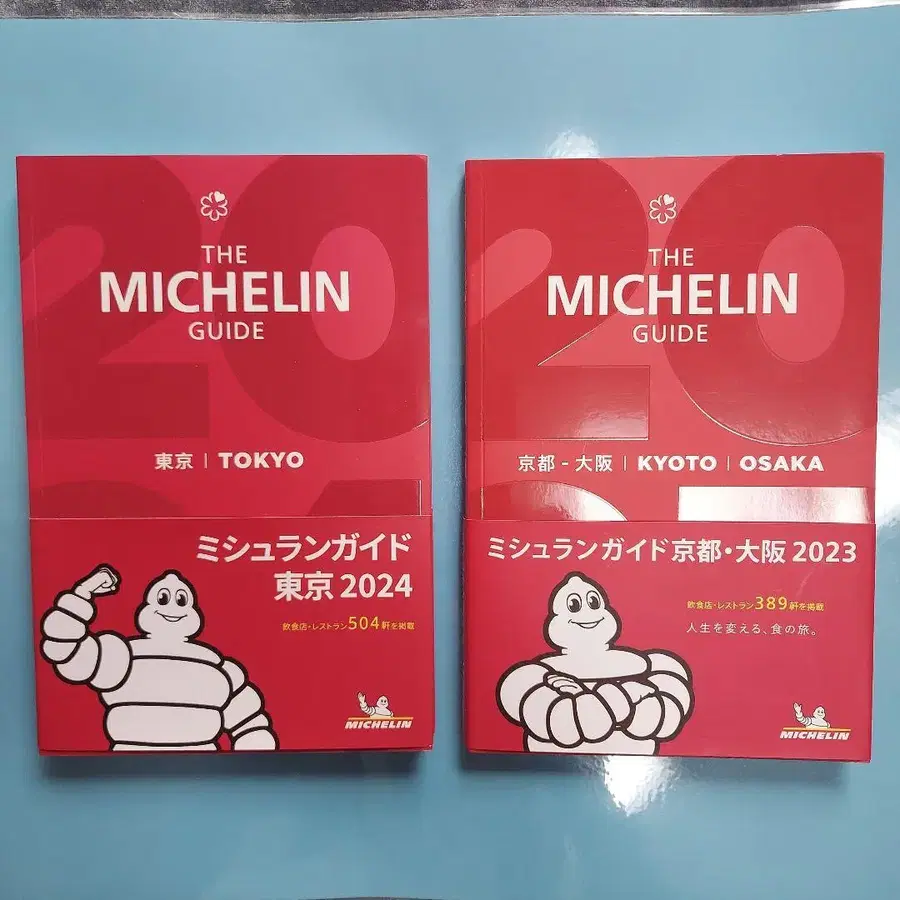 THE
MICHELIN
GUIDE
東京 | TOKYO
ミシュランガイド
東京 2024
飲食店・レストラン504軒を掲載
MICHELIN
THE
MICHELIN
GUIDE
京都 - 大阪 | KYOTO | OSAKA
ミシュランガイド京都・大阪 2023
飲食店・レストラン389軒を掲載
人生を変える、食の旅。
MICHELIN